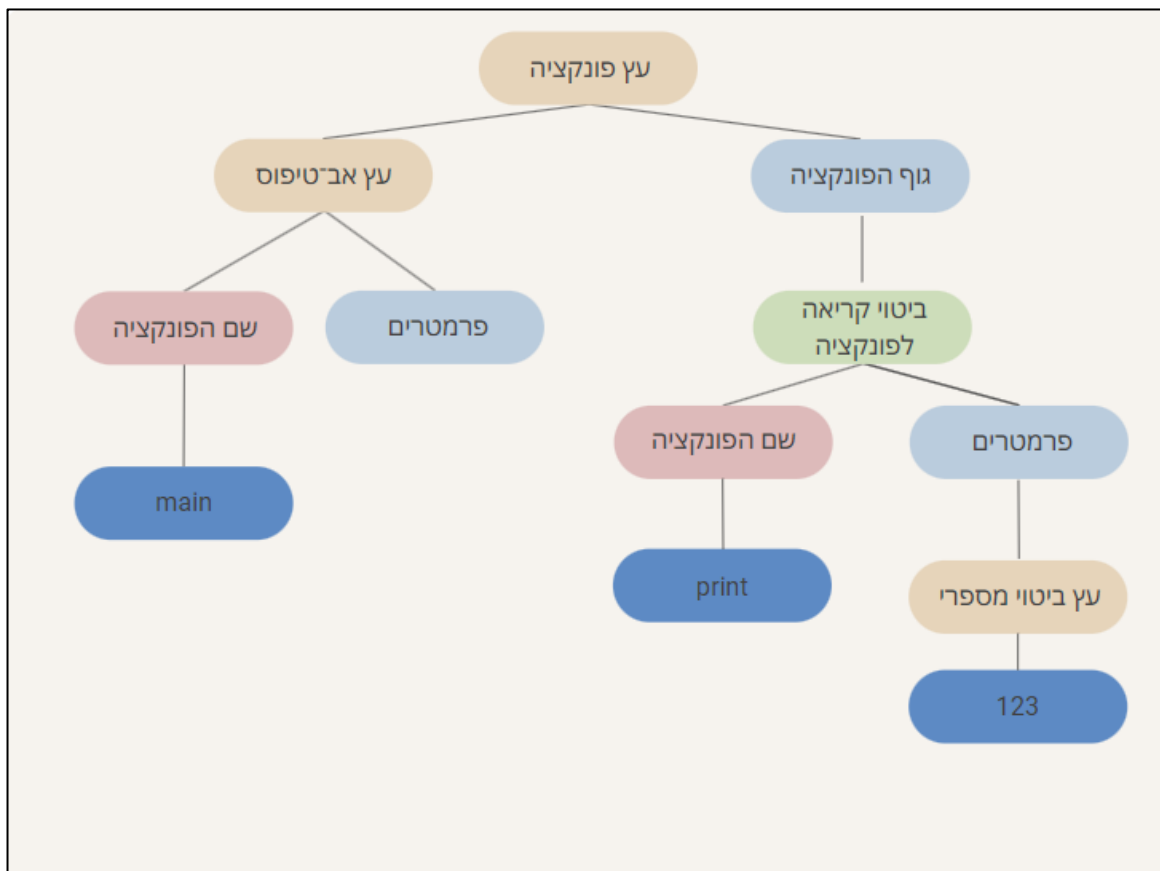 עץ פונקציה
עץ אב־טיפוס
גוף הפונקציה
שם הפונקציה
פרמטרים
ביטוי קריאה
לפונקציה
שם הפונקציה
פרמטרים
main
print
עץ ביטוי מספרי
123